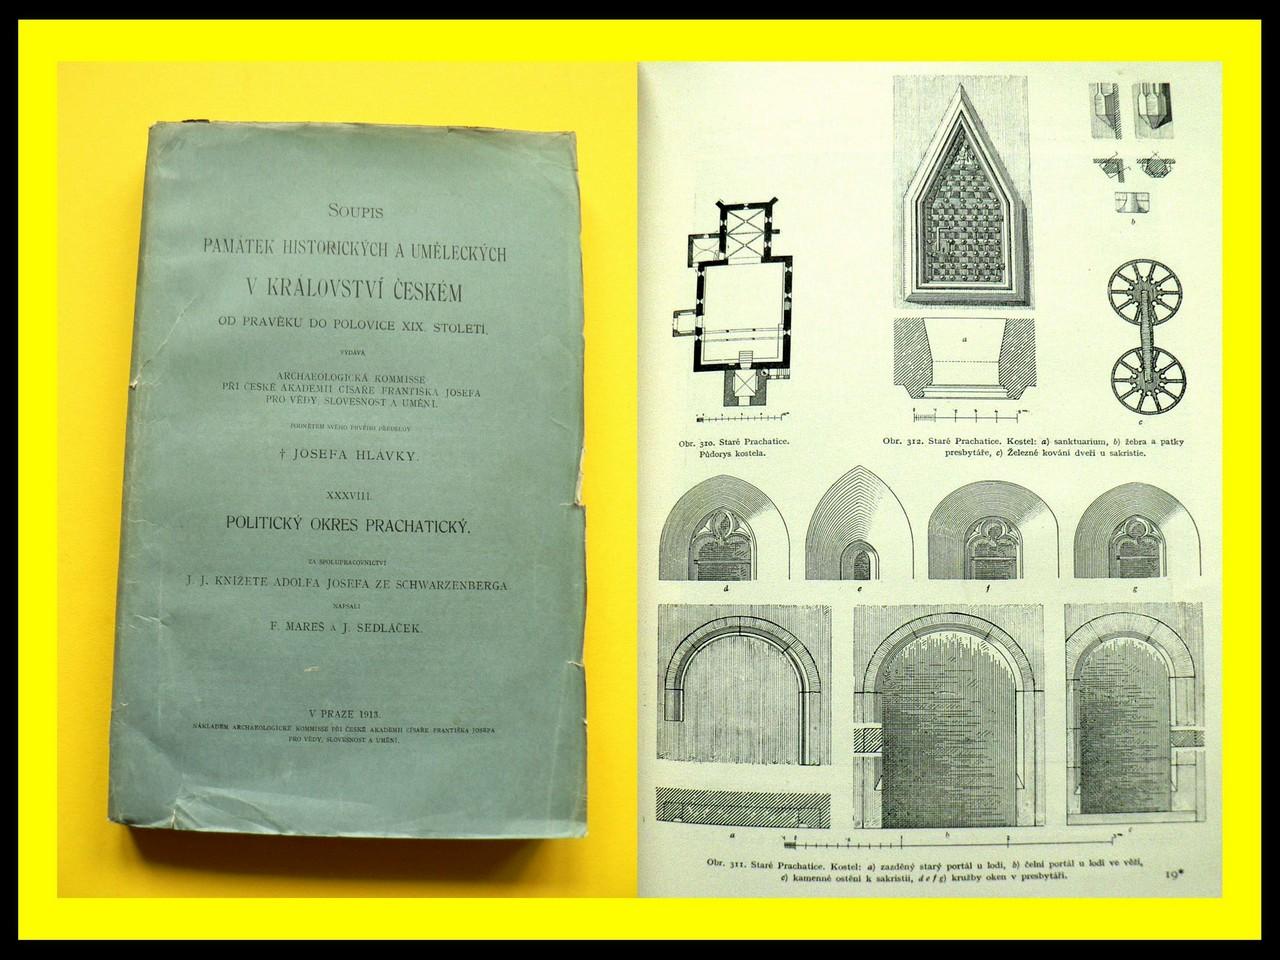 SOUPIS
PAMÁTEK HISTORICKÝCH A UMĚLECKÝCH
V KRÁLOVSTVÍ ČESKÉM
OD PRAVĚKU DO POLOVICE XIX. STOLETÍ.
VYDÁVÁ
ARCHAEOLOGICKÁ KOMMISSE
PŘI ČESKÉ AKADEMII CÍSAŘE FRANTIŠKA JOSEFA
PRO VĚDY, SLOVESNOST A UMĚNÍ,
PODNĚTEM SVÉHO PRVÉHO PŘEDSEDY
† JOSEFA HLÁVKY.
XXXVIII.
POLITICKÝ OKRES PRACHATICKÝ.
ZA SPOLUPRACOVNICTVÍ
J. J. KNÍŽETE ADOLFA JOSEFA ZE SCHWARZENBERGA
NAPSALI
F. MAREŠ A J. SEDLÁČEK.
V PRAZE 1913.
NÁKLADEM ARCHAEOLOGICKÉ KOMMISSE PŘI ČESKÉ AKADEMII CÍSAŘE FRANTIŠKA JOSEFA
PRO VĚDY, SLOVESNOST A UMĚNÍ.
a
b
c
Obr. 310. Staré Prachatice.
Půdorys kostela.
Obr. 312. Staré Prachatice. Kostel: a) sanktuarium, b) žebra a patky
presbytáře, c) Železné kování dveří u sakristie.
d e f g
a b c
Obr. 311. Staré Prachatice. Kostel: a) zazděný starý portál u lodi, b) čelní portál u lodi ve věži,
c) kamenné ostění k sakristii, d e f g) kružby oken v presbytáři.
19*